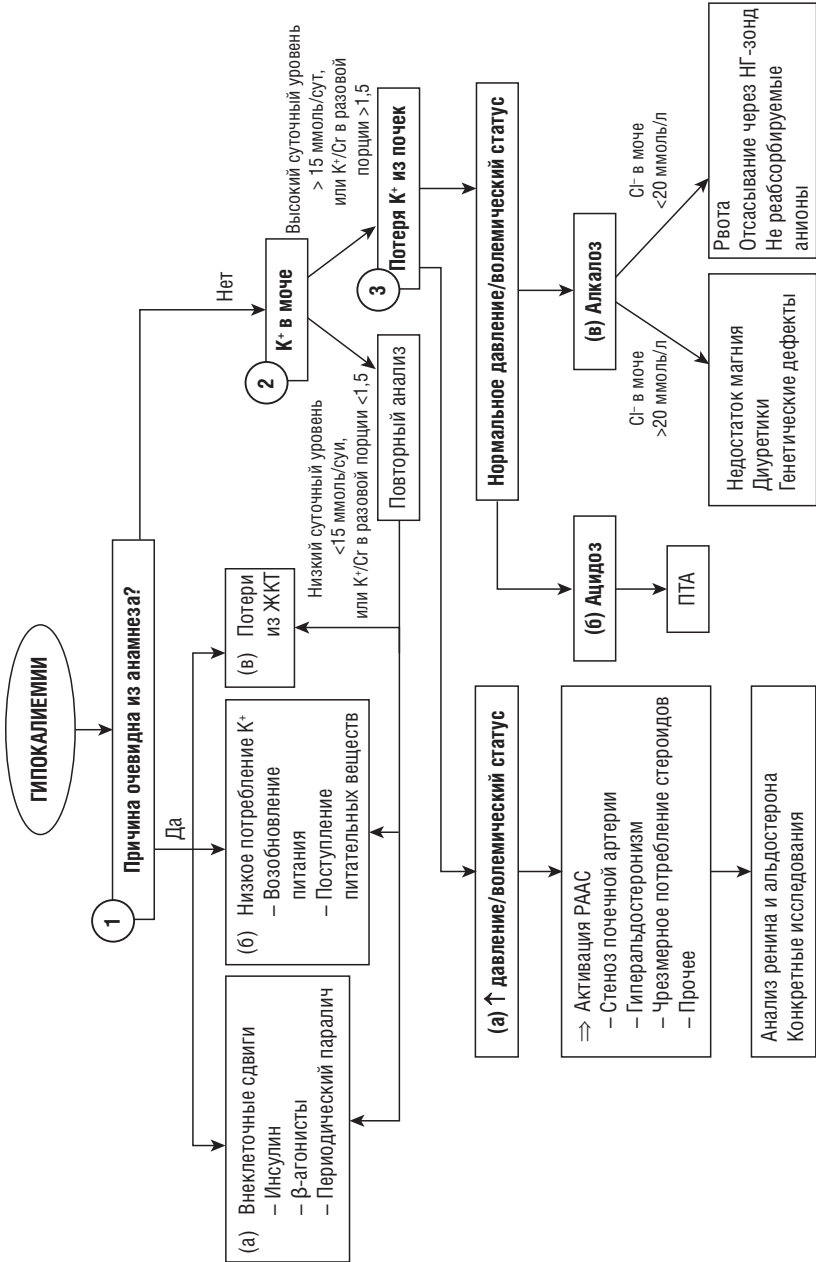 ГИПОКАЛИЕМИИ
1
Причина очевидна из анамнеза?
Да
Нет
(а) Внеклеточные сдвиги
– Инсулин
– β-агонисты
– Периодический паралич
(б) Низкое потребление K⁺
– Возобновление
питания
– Поступление
питательных веществ
(в) Потери
из ЖКТ
2
K⁺ в моче
Низкий суточный уровень
<15 ммоль/суи,
или K⁺/Cr в разовой порции <1,5
Высокий суточный уровень
> 15 ммоль/сут,
или K⁺/Cr в разовой
порции >1,5
Повторный анализ
3
Потеря K⁺ из почек
(а) ↑ давление/волемический статус
⇒ Активация РААС
– Стеноз почечной артерии
– Гиперальдостеронизм
– Чрезмерное потребление стероидов
– Прочее
Анализ ренина и альдостерона
Конкретные исследования
Нормальное давление/волемический статус
(б) Ацидоз
ПТА
(в) Алкалоз
Cl⁻ в моче
>20 ммоль/л
Cl⁻ в моче
<20 ммоль/л
Недостаток магния
Диуретики
Генетические дефекты
Рвота
Отсасывание через НГ-зонд
Не реабсорбируемые
анионы